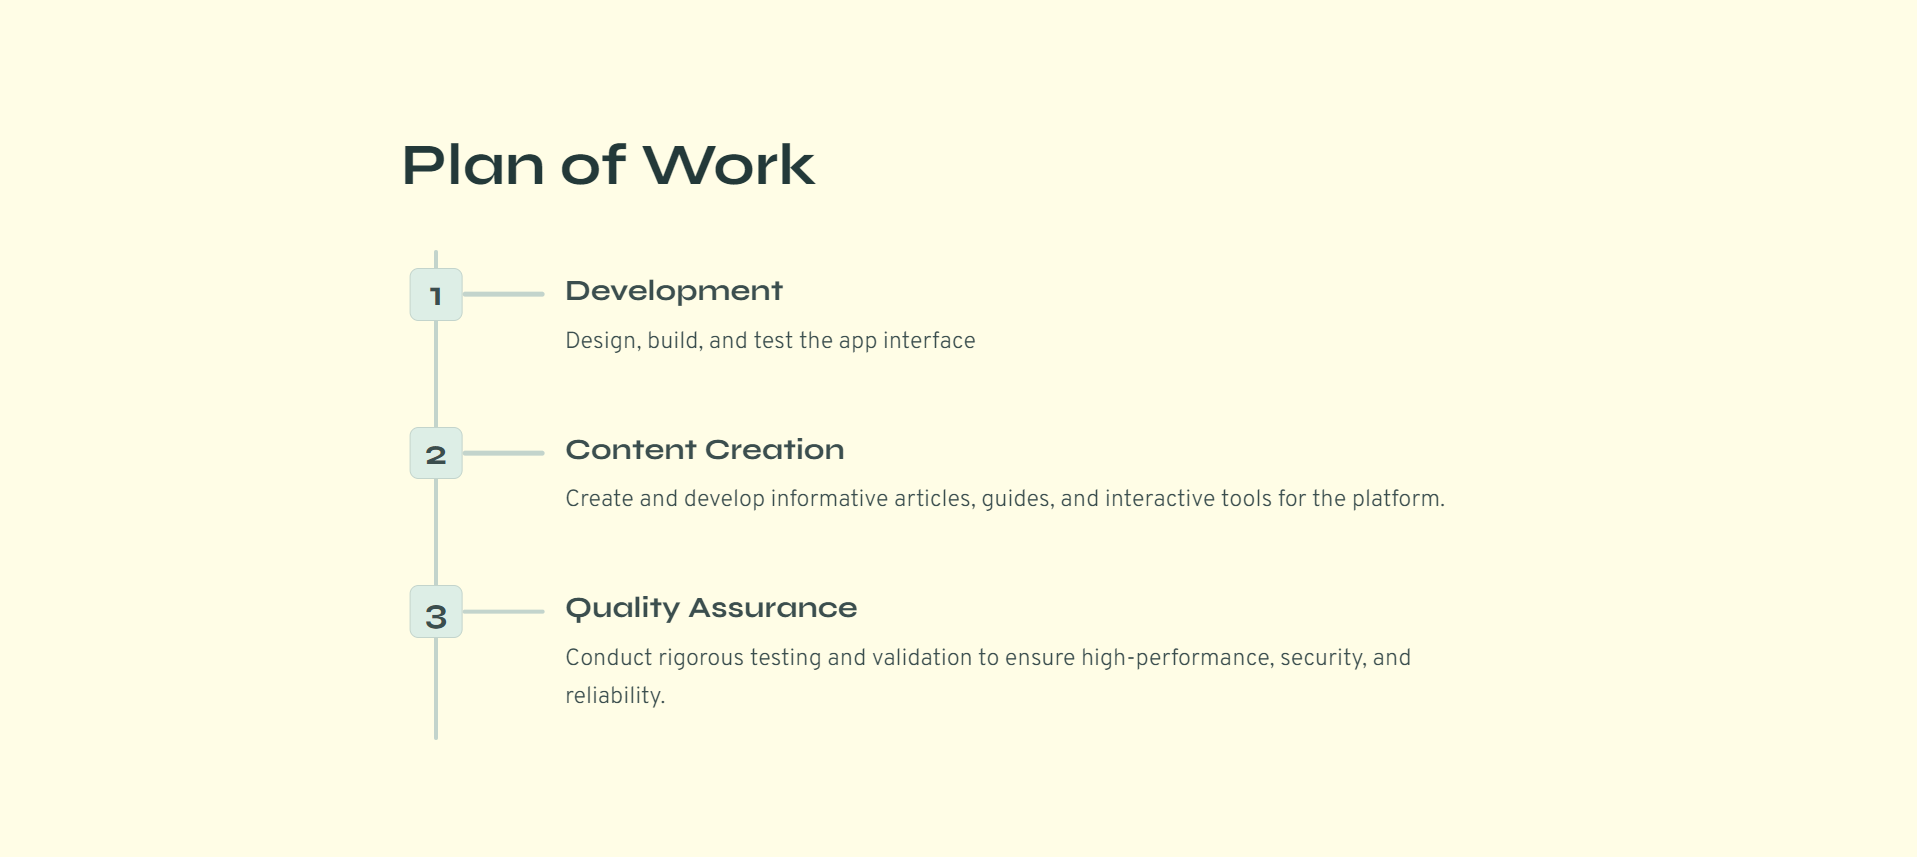 Plan of Work
1
Development
Design, build, and test the app interface
2
Content Creation
Create and develop informative articles, guides, and interactive tools for the platform.
3
Quality Assurance
Conduct rigorous testing and validation to ensure high-performance, security, and
reliability.